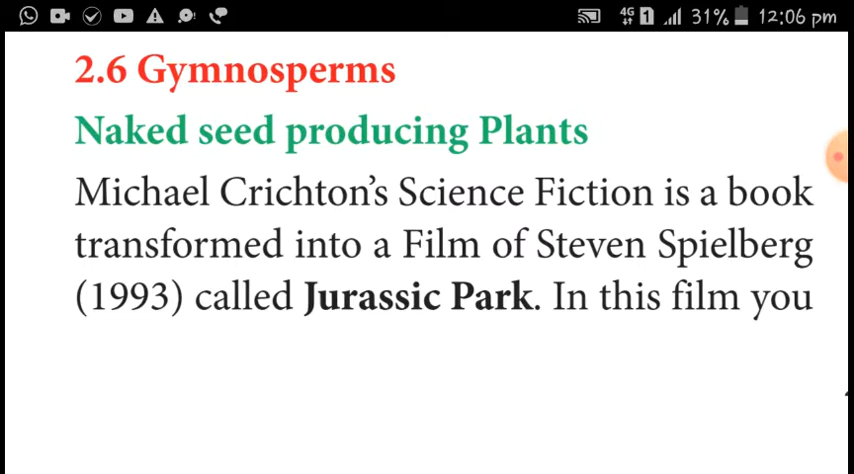 4G 1 31% 12:06 pm
2.6 Gymnosperms
Naked seed producing Plants
Michael Crichton’s Science Fiction is a book
transformed into a Film of Steven Spielberg
(1993) called Jurassic Park. In this film you